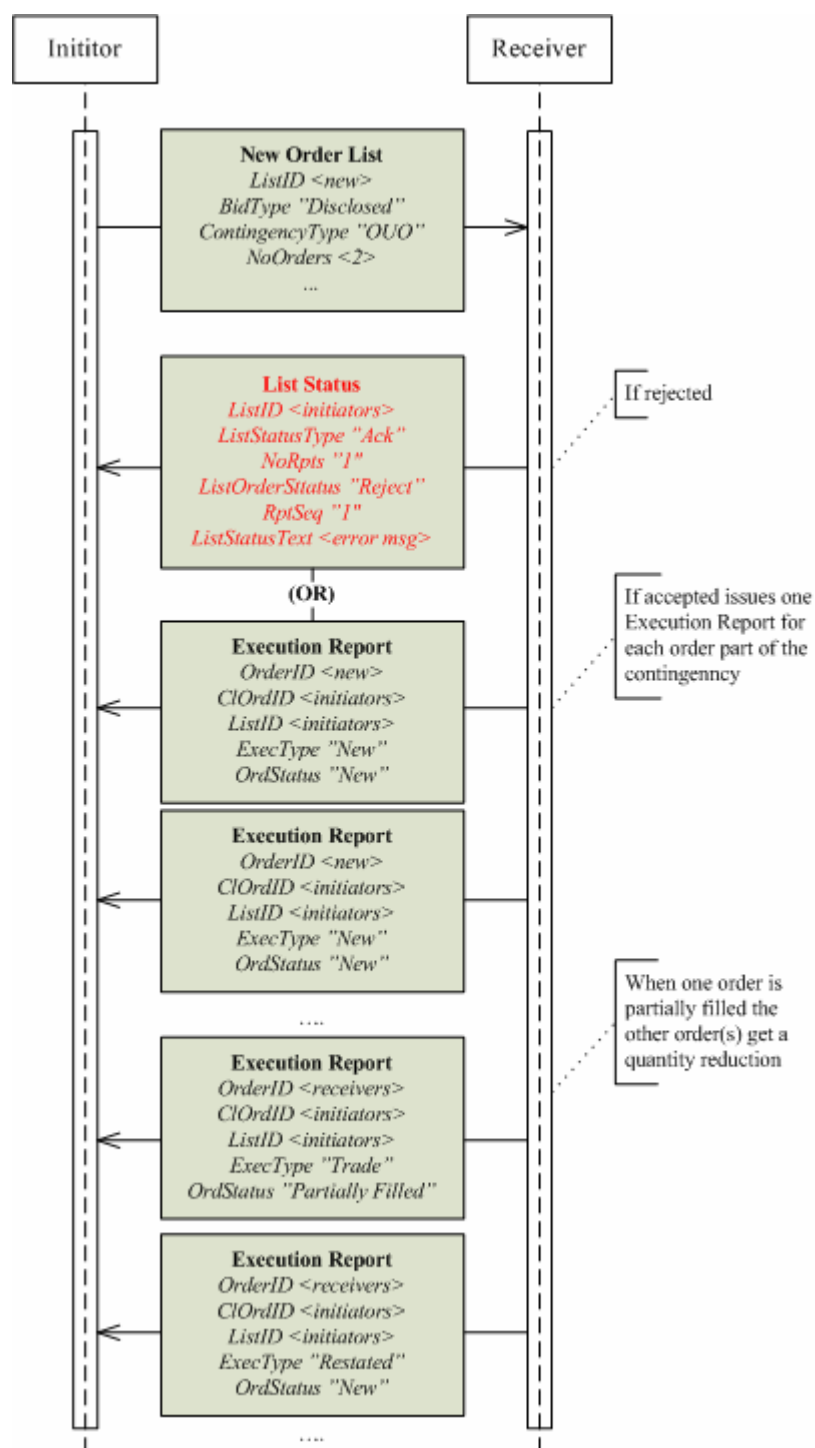 Inititor
Receiver
New Order List
ListID <new>
BidType "Disclosed"
ContingencyType "OUO"
NoOrders <2>
...
List Status
ListID <initiators>
ListStatusType "Ack"
NoRpts "1"
ListOrderSttatus "Reject"
RptSeq "1"
ListStatusText <error msg>
If rejected
(OR)
Execution Report
OrderID <new>
ClOrdID <initiators>
ListID <initiators>
ExecType "New"
OrdStatus "New"
If accepted issues one
Execution Report for
each order part of the
contingenncy
Execution Report
OrderID <new>
ClOrdID <initiators>
ListID <initiators>
ExecType "New"
OrdStatus "New"
....
When one order is
partially filled the
other order(s) get a
quantity reduction
Execution Report
OrderID <receivers>
ClOrdID <initiators>
ListID <initiators>
ExecType "Trade"
OrdStatus "Partially Filled"
Execution Report
OrderID <receivers>
ClOrdID <initiators>
ListID <initiators>
ExecType "Restated"
OrdStatus "New"
....